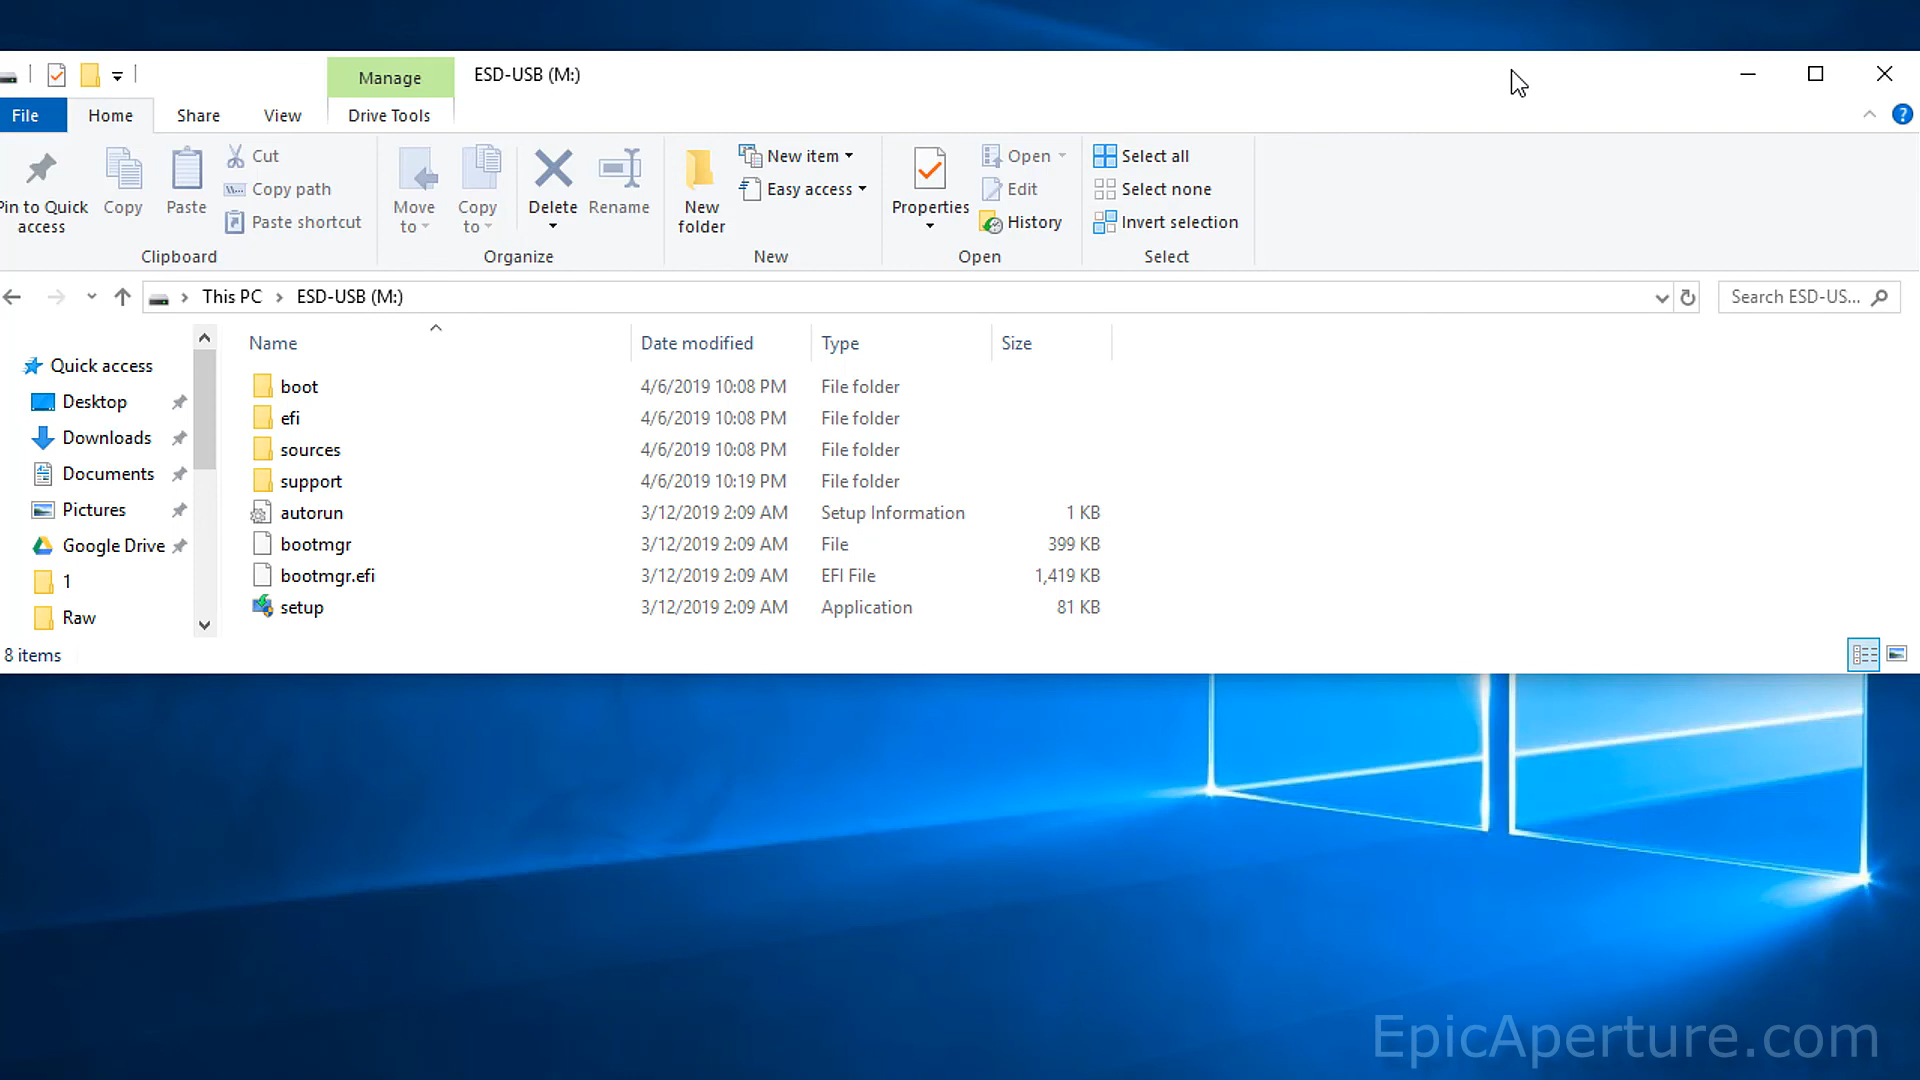 Manage
ESD-USB (M:)
File
Home
Share
View
Drive Tools
Pin to Quick access
Copy
Paste
Cut
Copy path
Paste shortcut
Move to
Copy to
Delete
Rename
New folder
New item
Easy access
Properties
Open
Edit
History
Select all
Select none
Invert selection
Clipboard
Organize
New
Open
Select
This PC
ESD-USB (M:)
Search ESD-US...
Name
Date modified
Type
Size
Quick access
Desktop
Downloads
Documents
Pictures
Google Drive
1
Raw
boot 4/6/2019 10:08 PM File folder
efi 4/6/2019 10:08 PM File folder
sources 4/6/2019 10:08 PM File folder
support 4/6/2019 10:19 PM File folder
autorun 3/12/2019 2:09 AM Setup Information 1 KB
bootmgr 3/12/2019 2:09 AM File 399 KB
bootmgr.efi 3/12/2019 2:09 AM EFI File 1,419 KB
setup 3/12/2019 2:09 AM Application 81 KB
8 items
EpicAperture.com